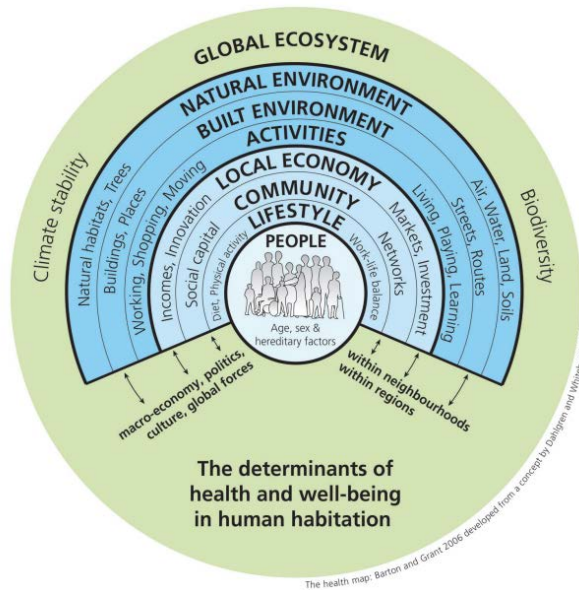 GLOBAL ECOSYSTEM
NATURAL ENVIRONMENT
BUILT ENVIRONMENT
ACTIVITIES
LOCAL ECONOMY
COMMUNITY
LIFESTYLE
PEOPLE
Age, sex &
hereditary factors
Climate stability
Natural habitats, Trees
Buildings, Places
Working, Shopping, Moving
Incomes, Innovation
Social capital
Diet, Physical activity
Work-life balance
Networks
Markets, Investment
Living, Playing, Learning
Streets, Routes
Air, Water, Land, Soils
Biodiversity
macro-economy, politics,
culture, global forces
within neighbourhoods
within regions
The determinants of
health and well-being
in human habitation
The health map: Barton and Grant 2006 developed from a concept by Dahlgren and